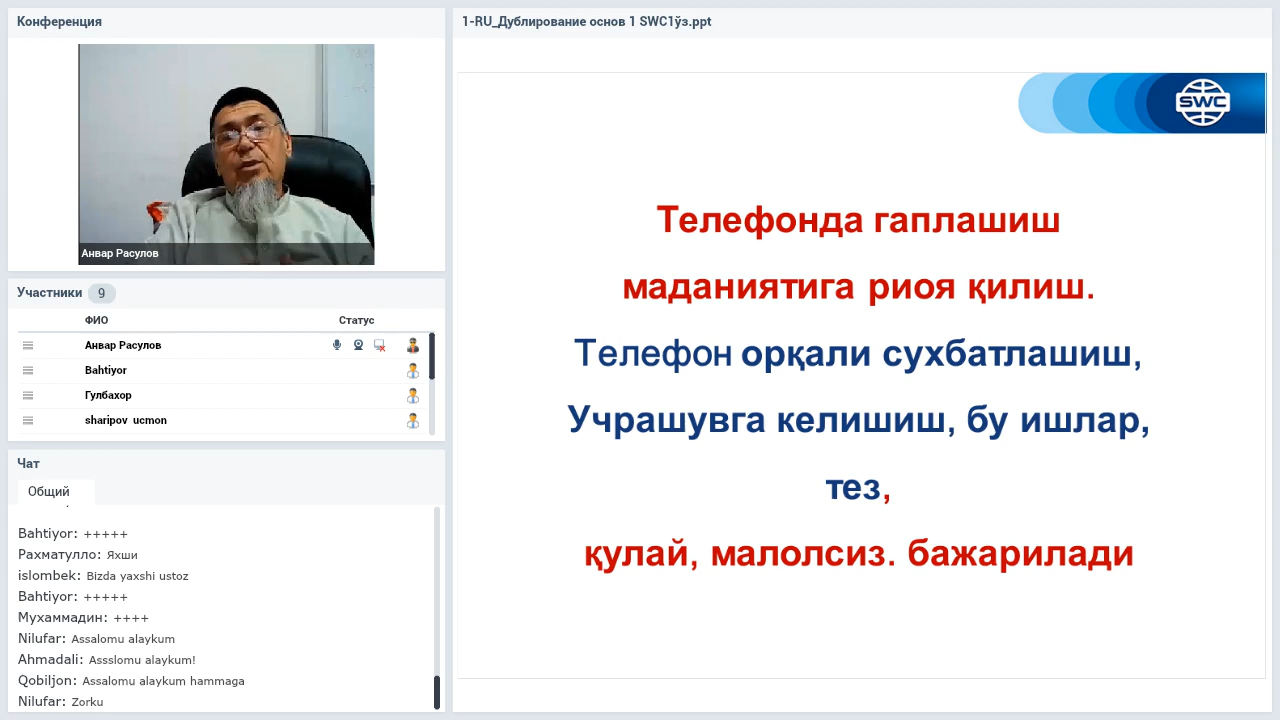 Конференция
Анвар Расулов
Участники 9
ФИО Статус
Анвар Расулов
Bahtiyor
Гулбахор
sharipov ucmon
Чат
Общий
Bahtiyor: +++++
Рахматулло: Яхши
islombek: Bizda yaxshi ustoz
Bahtiyor: +++++
Мухаммадин: ++++
Nilufar: Assalomu alaykum
Ahmadali: Assslomu alaykum!
Qobiljon: Assalomu alaykum hammaga
Nilufar: Zorku
1-RU_Дублирование основ 1 SWC1ўз.ppt
SWC
Телефонда гаплашиш
маданиятига риоя қилиш.
Телефон орқали сухбатлашиш,
Учрашувга келишиш, бу ишлар,
тез,
қулай, малолсиз. бажарилади